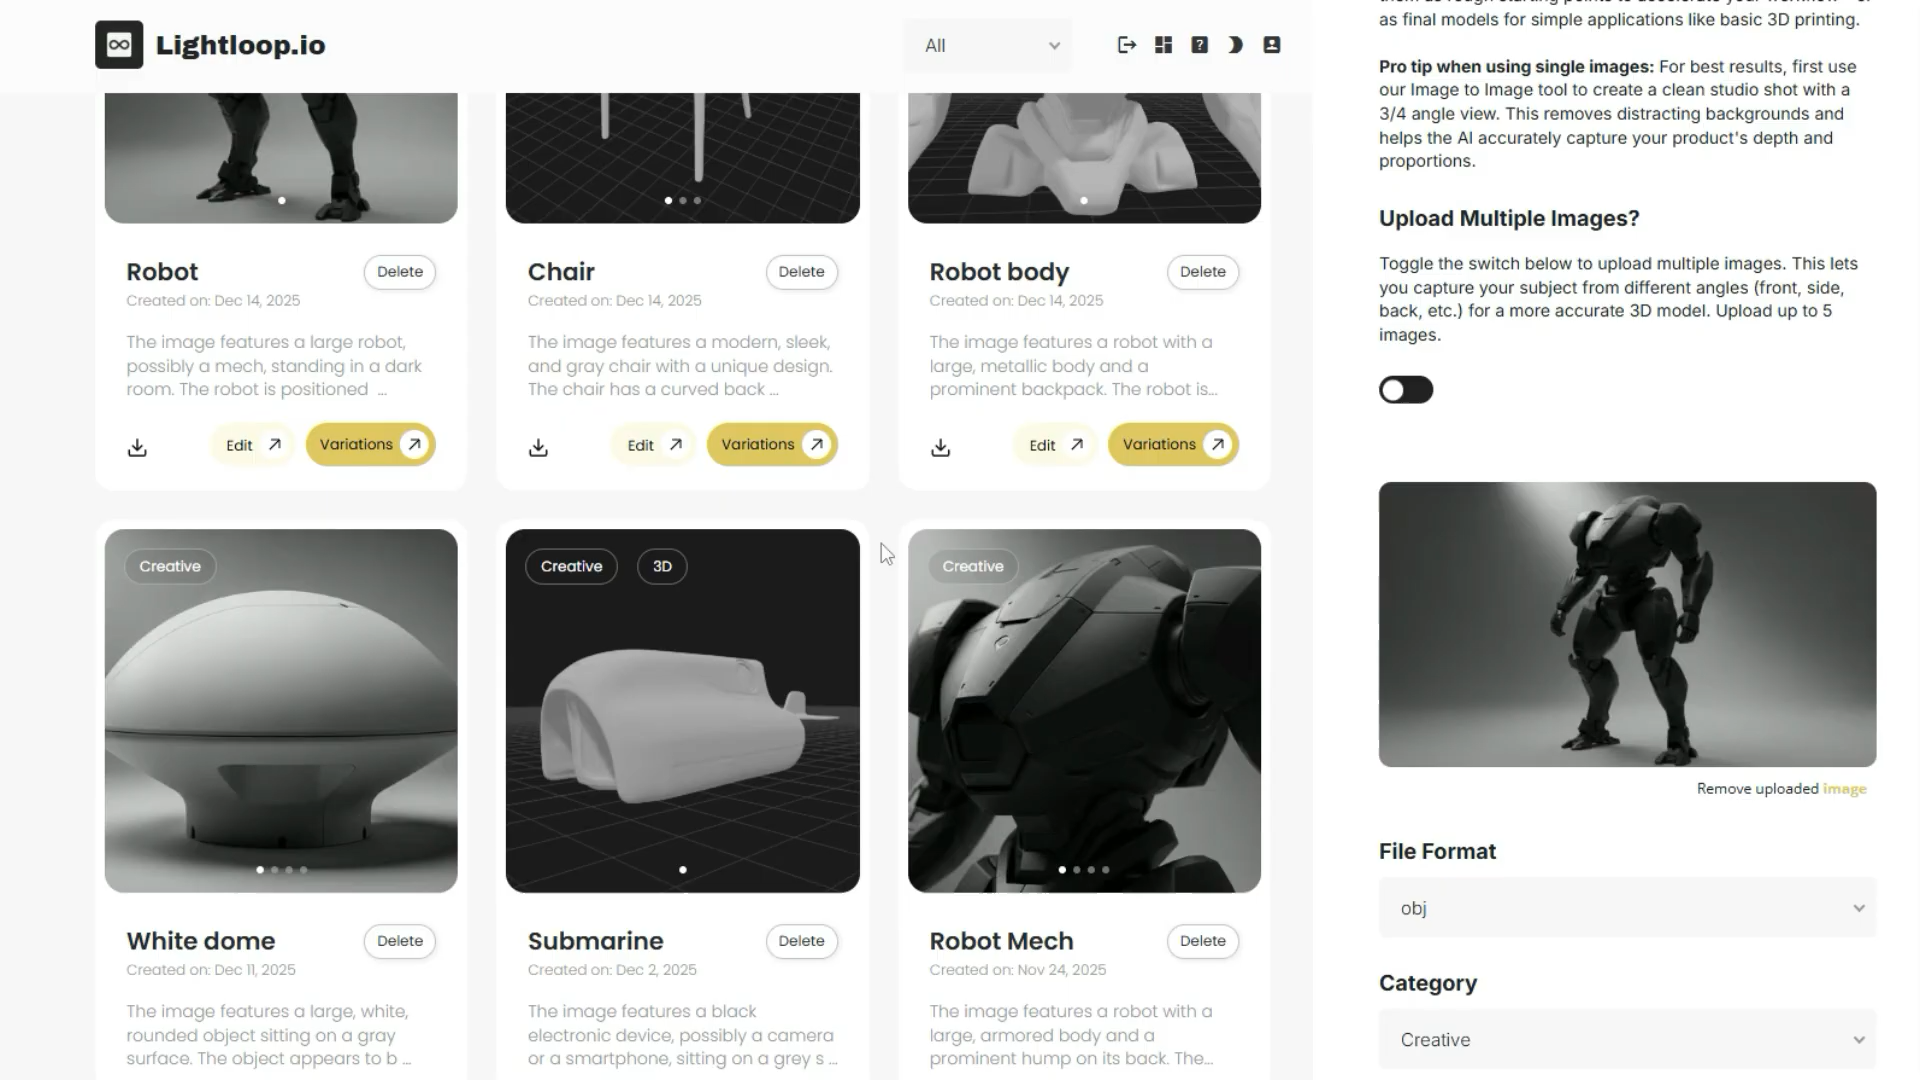 Lightloop.io
All
Robot
Delete
Created on: Dec 14, 2025
The image features a large robot,
possibly a mech, standing in a dark
room. The robot is positioned ...
Edit
Variations
Chair
Delete
Created on: Dec 14, 2025
The image features a modern, sleek,
and gray chair with a unique design.
The chair has a curved back ...
Edit
Variations
Robot body
Delete
Created on: Dec 14, 2025
The image features a robot with a
large, metallic body and a
prominent backpack. The robot is...
Edit
Variations
Creative
White dome
Delete
Created on: Dec 11, 2025
The image features a large, white,
rounded object sitting on a gray
surface. The object appears to b ...
Creative
3D
Submarine
Delete
Created on: Dec 2, 2025
The image features a black
electronic device, possibly a camera
or a smartphone, sitting on a grey s ...
Creative
Robot Mech
Delete
Created on: Nov 24, 2025
The image features a robot with a
large, armored body and a
prominent hump on its back. The...
as final models for simple applications like basic 3D printing.
Pro tip when using single images: For best results, first use
our Image to Image tool to create a clean studio shot with a
3/4 angle view. This removes distracting backgrounds and
helps the AI accurately capture your product's depth and
proportions.
Upload Multiple Images?
Toggle the switch below to upload multiple images. This lets
you capture your subject from different angles (front, side,
back, etc.) for a more accurate 3D model. Upload up to 5
images.
Remove uploaded image
File Format
obj
Category
Creative